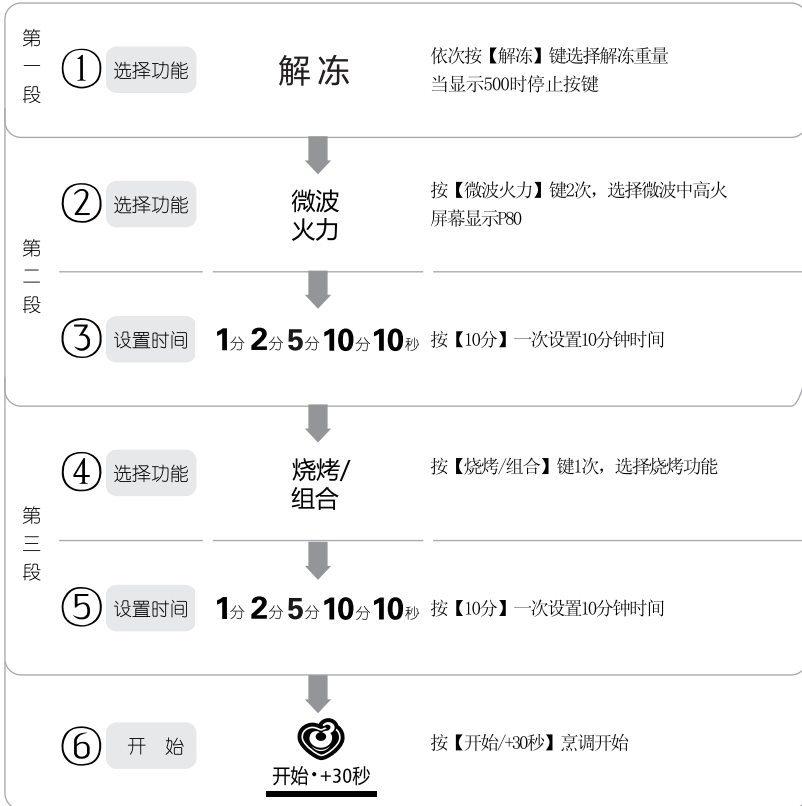 第一段
① 选择功能
解冻
依次按【解冻】键选择解冻重量
当显示500时停止按键
第二段
② 选择功能
微波
火力
按【微波火力】键2次，选择微波中高火
屏幕显示P80
③ 设置时间
1分 2分 5分 10分 10秒
按【10分】一次设置10分钟时间
第三段
④ 选择功能
烧烤/
组合
按【烧烤/组合】键1次，选择烧烤功能
⑤ 设置时间
1分 2分 5分 10分 10秒
按【10分】一次设置10分钟时间
⑥ 开 始
开始·+30秒
按【开始/+30秒】烹调开始